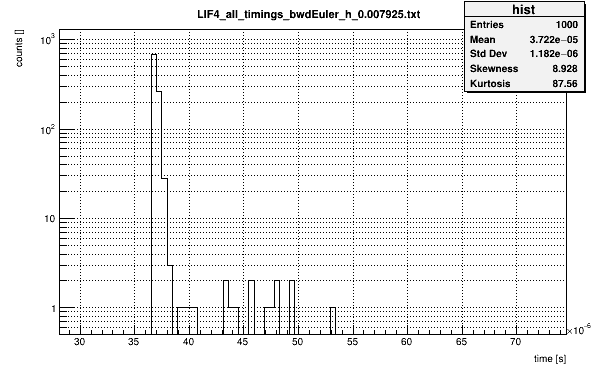 LIF4_all_timings_bwdEuler_h_0.007925.txt
hist
Entries 1000
Mean 3.722e−05
Std Dev 1.182e−06
Skewness 8.928
Kurtosis 87.56
counts []
10³
10²
10
1
30 35 40 45 50 55 60 65 70
×10⁻⁶
time [s]